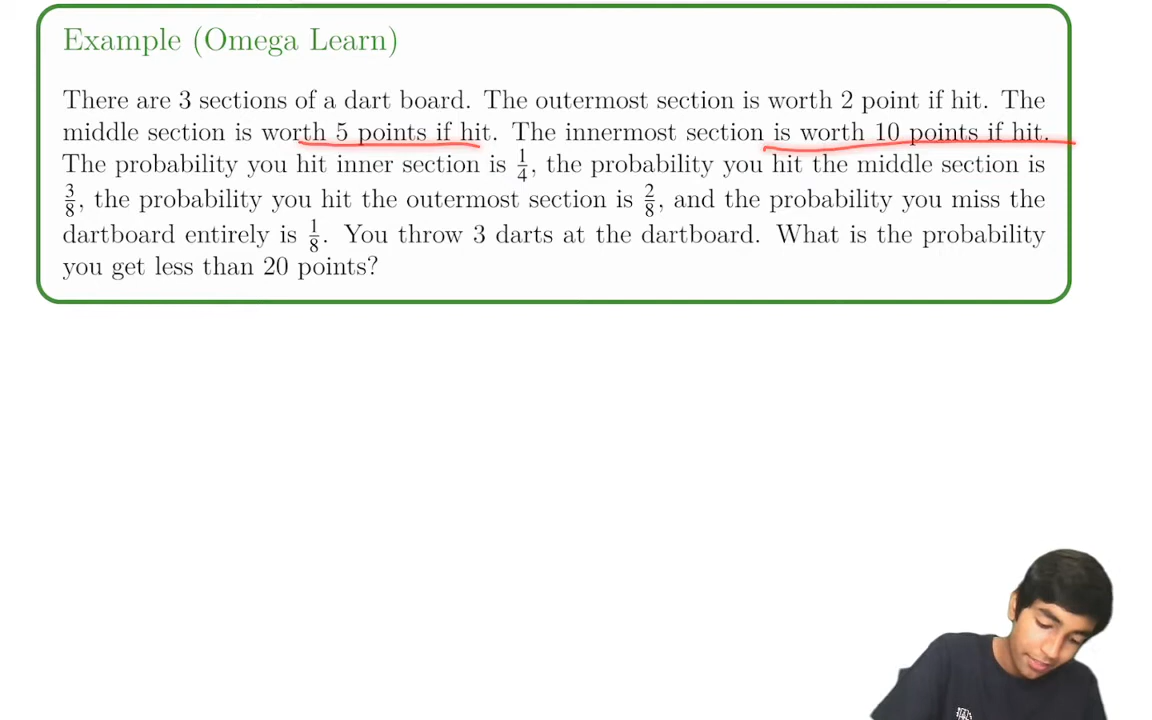 Example (Omega Learn)
There are 3 sections of a dart board. The outermost section is worth 2 point if hit. The
middle section is worth 5 points if hit. The innermost section is worth 10 points if hit.
The probability you hit inner section is 1/4, the probability you hit the middle section is
3/8, the probability you hit the outermost section is 2/8, and the probability you miss the
dartboard entirely is 1/8. You throw 3 darts at the dartboard. What is the probability
you get less than 20 points?